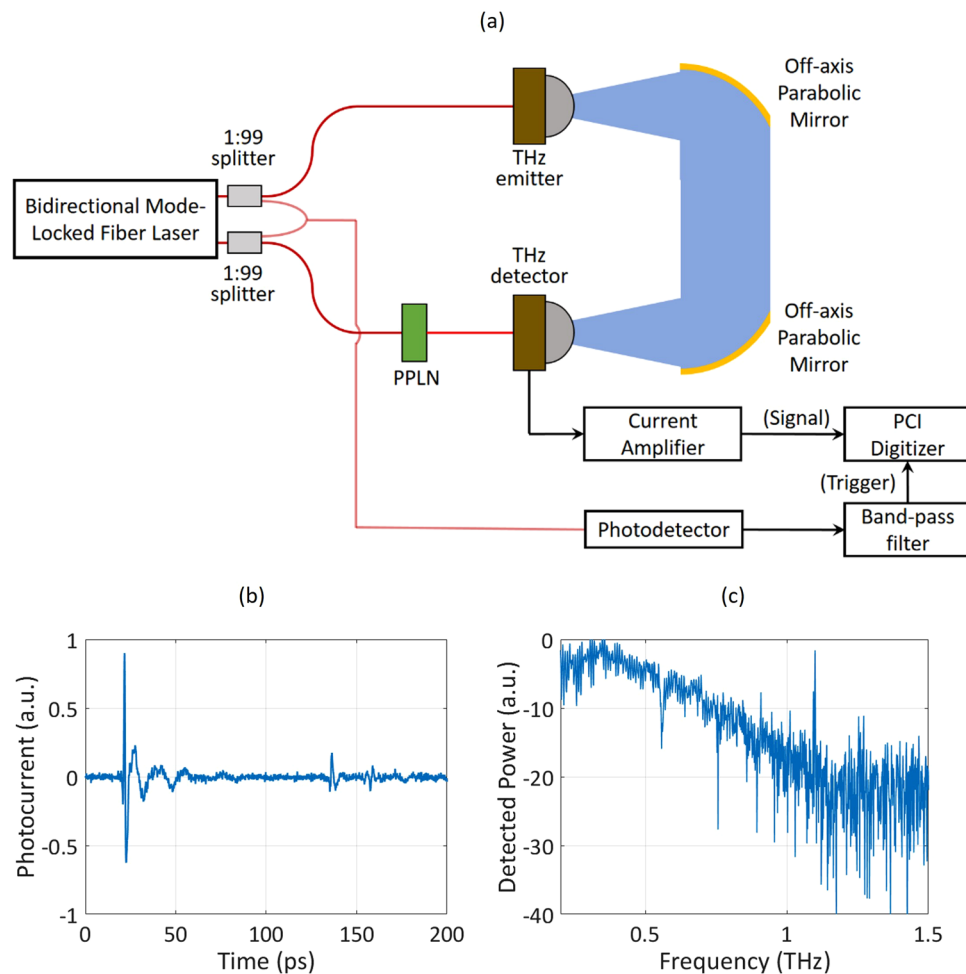 (a)
1:99
splitter
Bidirectional Mode-
Locked Fiber Laser
1:99
splitter
THz
emitter
Off-axis
Parabolic
Mirror
THz
detector
PPLN
Off-axis
Parabolic
Mirror
Current
Amplifier
(Signal)
PCI
Digitizer
(Trigger)
Photodetector
Band-pass
filter
(b)
Photocurrent (a.u.)
1
0.5
0
-0.5
-1
0
50
100
150
200
Time (ps)
(c)
Detected Power (a.u.)
0
-10
-20
-30
-40
0.5
1
1.5
Frequency (THz)